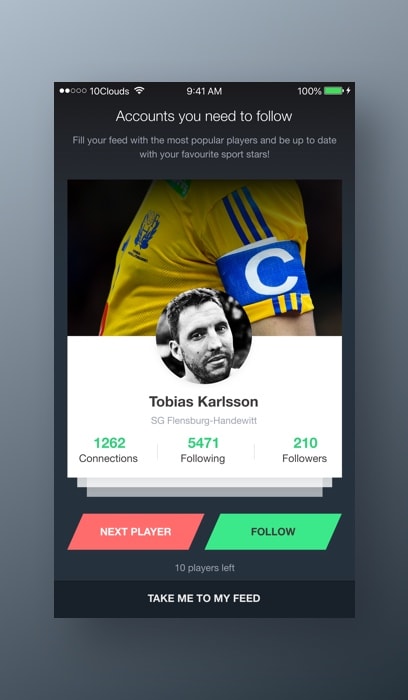 10Clouds 9:41 AM 100%
Accounts you need to follow
Fill your feed with the most popular players and be up to date
with your favourite sport stars!
C
Tobias Karlsson
SG Flensburg-Handewitt
1262 5471 210
Connections Following Followers
NEXT PLAYER FOLLOW
10 players left
TAKE ME TO MY FEED